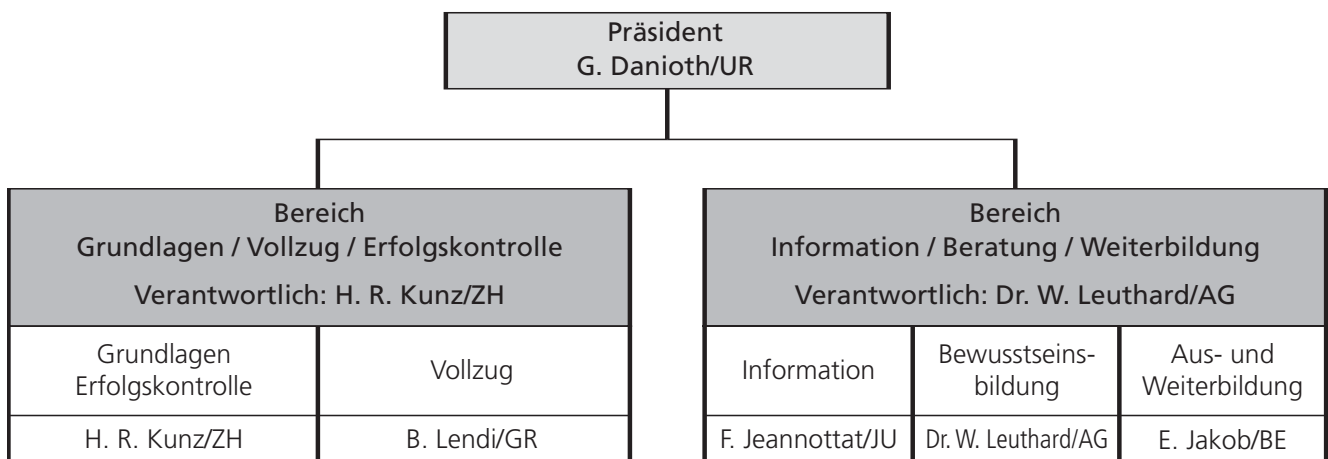 Präsident
G. Danioth/UR
Bereich
Grundlagen / Vollzug / Erfolgskontrolle
Verantwortlich: H. R. Kunz/ZH
Grundlagen
Erfolgskontrolle
Vollzug
H. R. Kunz/ZH
B. Lendi/GR
Bereich
Information / Beratung / Weiterbildung
Verantwortlich: Dr. W. Leuthard/AG
Information
Bewusstseins-
bildung
Aus- und
Weiterbildung
F. Jeannottat/JU
Dr. W. Leuthard/AG
E. Jakob/BE